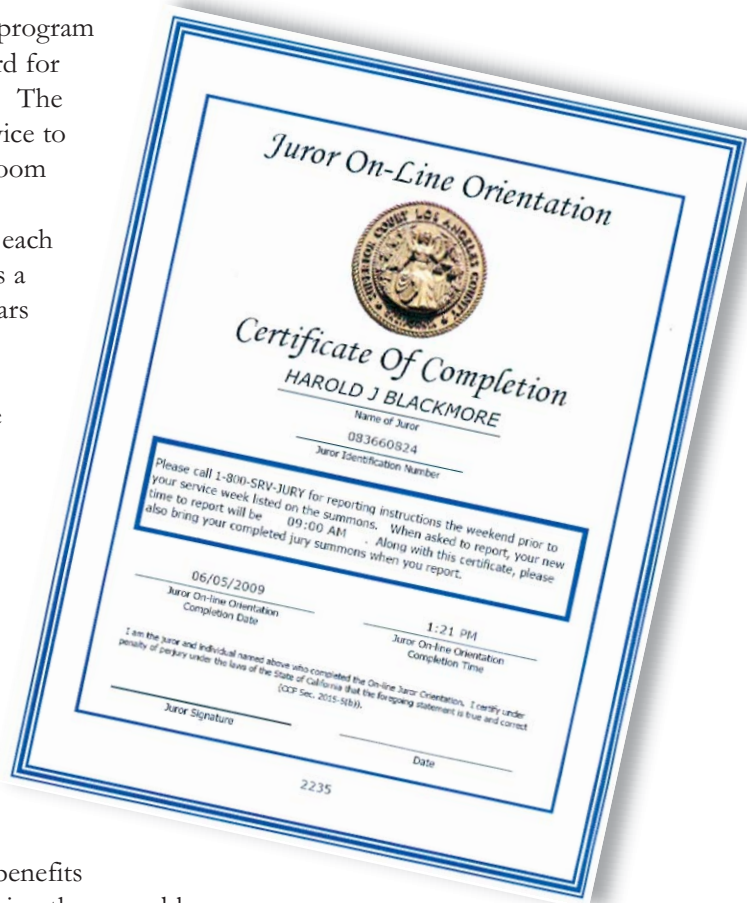 program
rd for
The
vice to
oom
each
s a
ars
e
benefits
Juror On-Line Orientation
SUPERIOR COURT LOS ANGELES COUNTY
Certificate Of Completion
HAROLD J BLACKMORE
Name of Juror
083660824
Juror Identification Number
Please call 1-800-SRV-JURY for reporting instructions the weekend prior to
your service week listed on the summons. When asked to report, your new
time to report will be 09:00 AM . Along with this certificate, please
also bring your completed jury summons when you report.
06/05/2009
Juror On-line Orientation
Completion Date
1:21 PM
Juror On-line Orientation
Completion Time
I am the juror and individual named above who completed the On-line Juror Orientation. I certify under
penalty of perjury under the laws of the State of California that the foregoing statement is true and correct
(CCP Sec. 2015-5(b)).
Juror Signature
Date
2235